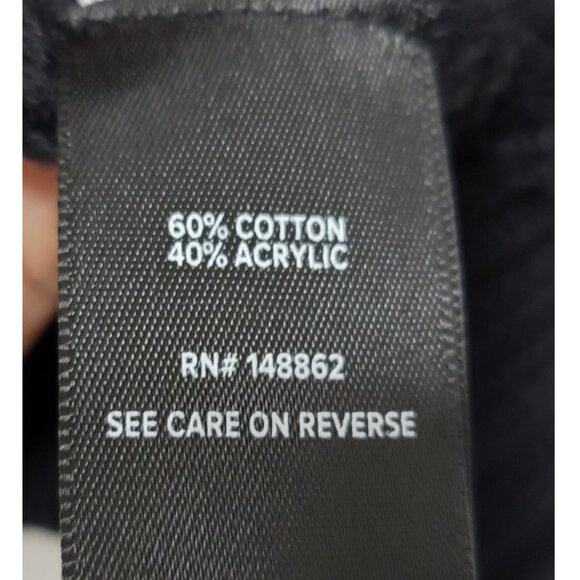 60% COTTON
40% ACRYLIC
RN# 148862
SEE CARE ON REVERSE